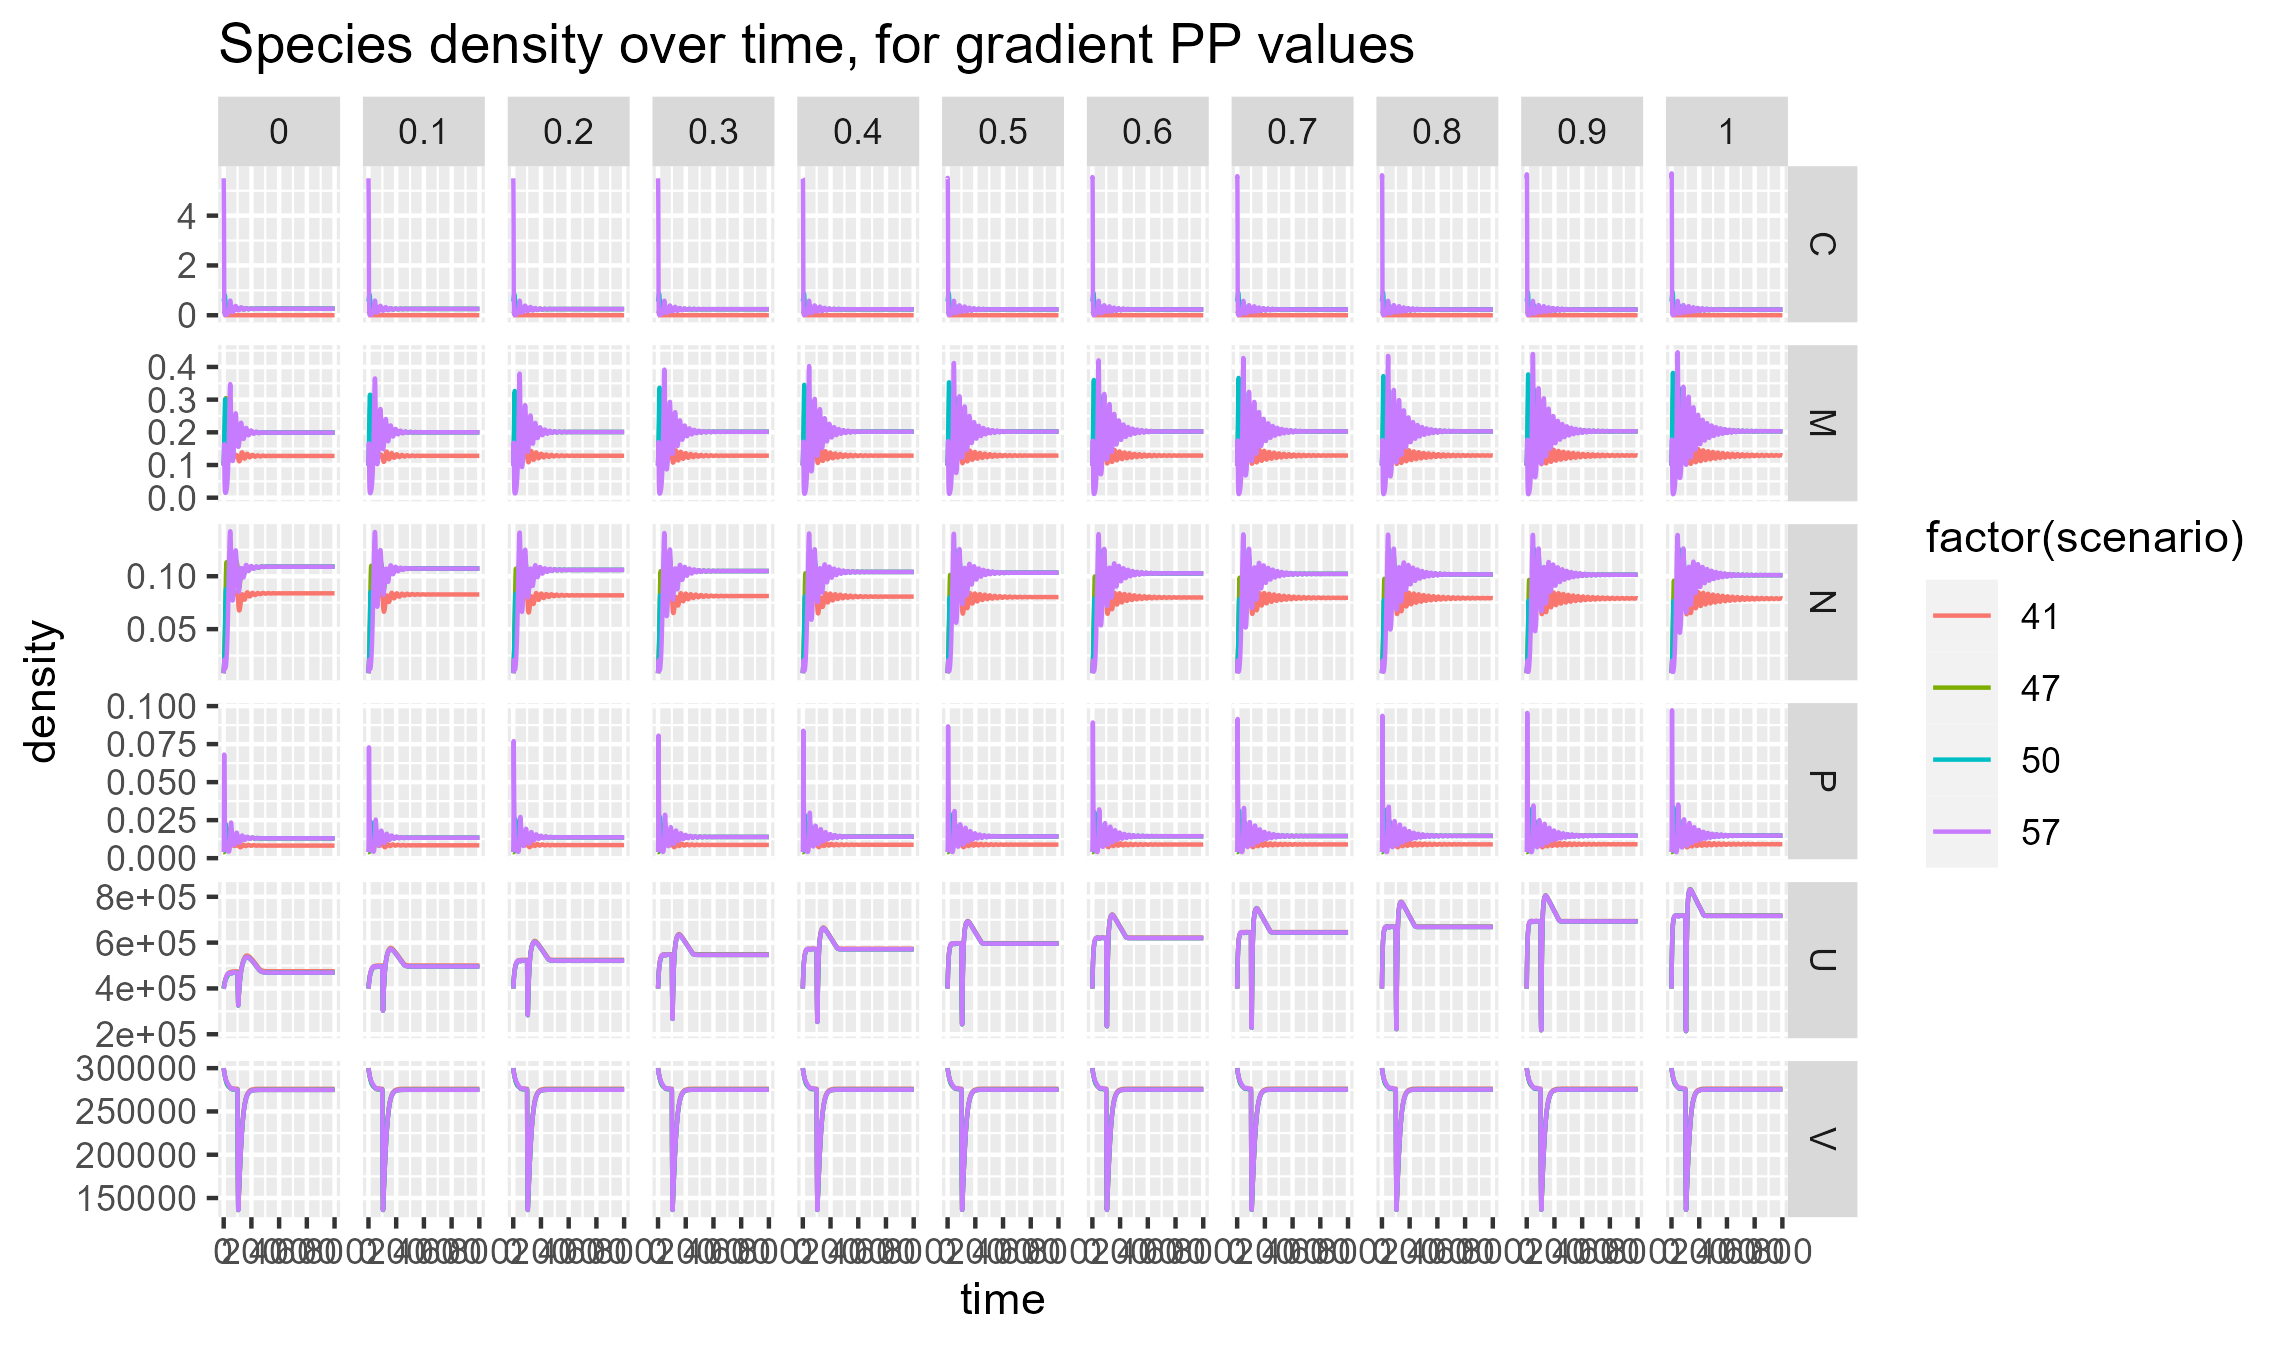 Species density over time, for gradient PP values
0 0.1 0.2 0.3 0.4 0.5 0.6 0.7 0.8 0.9 1
4
2
0
C
0.4
0.3
0.2
0.1
0.0
M
0.10
0.05
N
0.100
0.075
0.050
0.025
0.000
P
8e+05
6e+05
4e+05
2e+05
U
300000
250000
200000
150000
V
density
time
factor(scenario)
41
47
50
57